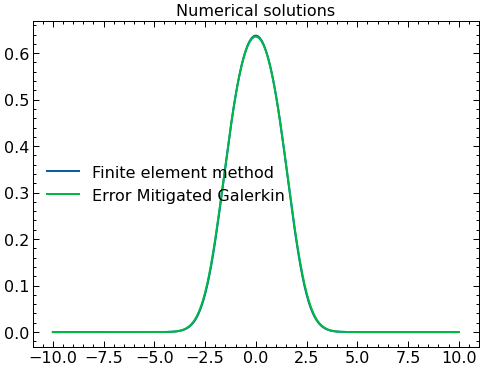 Numerical solutions
0.6
0.5
0.4
0.3
0.2
0.1
0.0
Finite element method
Error Mitigated Galerkin
−10.0 −7.5 −5.0 −2.5 0.0 2.5 5.0 7.5 10.0